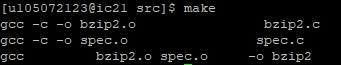 [u105072123@ic21 src]$ make
gcc -c -o bzip2.o bzip2.c
gcc -c -o spec.o spec.c
gcc bzip2.o spec.o -o bzip2